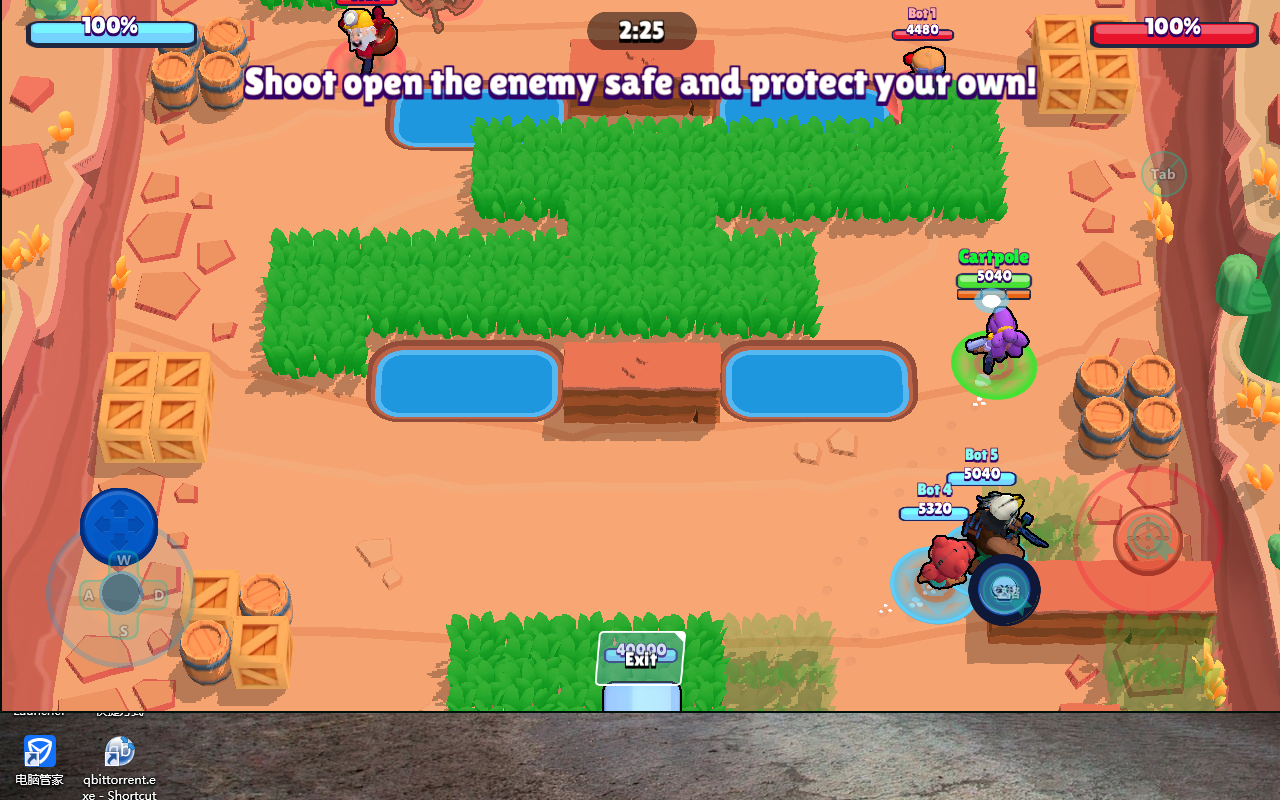 100%
2:25
Bot 1
4480
100%
Shoot open the enemy safe and protect your own!
Tab
Cartpole
5040
Bot 5
5040
Bot 4
5320
W
A
D
S
40000
Exit
电脑管家
qbittorrent.e
xe - Shortcut